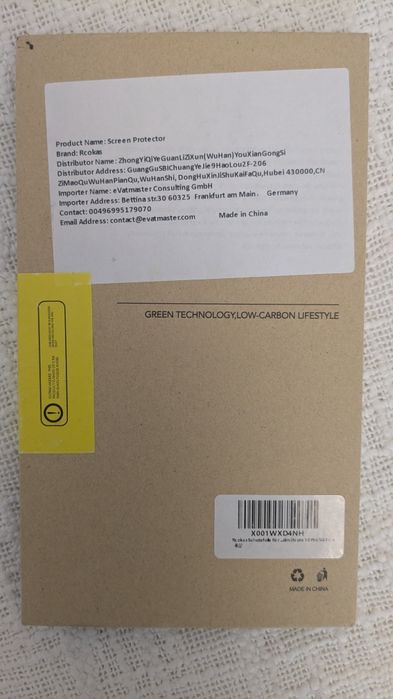 Product Name: Screen Protector
Brand: Rcokas
Distributor Name: ZhongYiQiYeGuanLiZiXun(WuHan)YouXianGongSi
Distributor Address: GuangGuSBIChuangYeJie9HaoLou2F-206
ZiMaoQuWuHanPianQu,WuHanShi, DongHuXinJiShuKaiFaQu,Hubei 430000,CN
Importer Name: eVatmaster Consulting GmbH
Importer Address: Bettina str.30 60325 Frankfurt am Main. Germany
Contact: 00496995179070
Email Address: contact@evatmaster.com Made in China
GREEN TECHNOLOGY,LOW-CARBON LIFESTYLE
X001WXD4NH
MADE IN CHINA